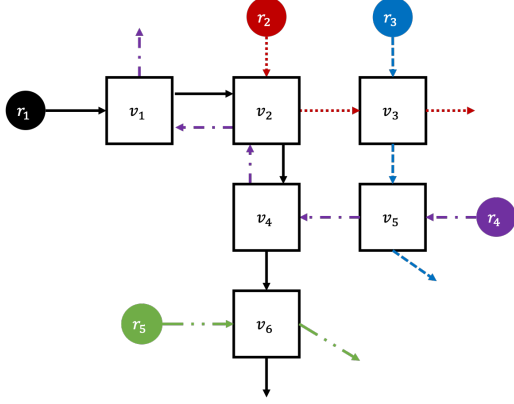 r₂ r₃
r₁ v₁ v₂ v₃
v₄ v₅ r₄
r₅ v₆